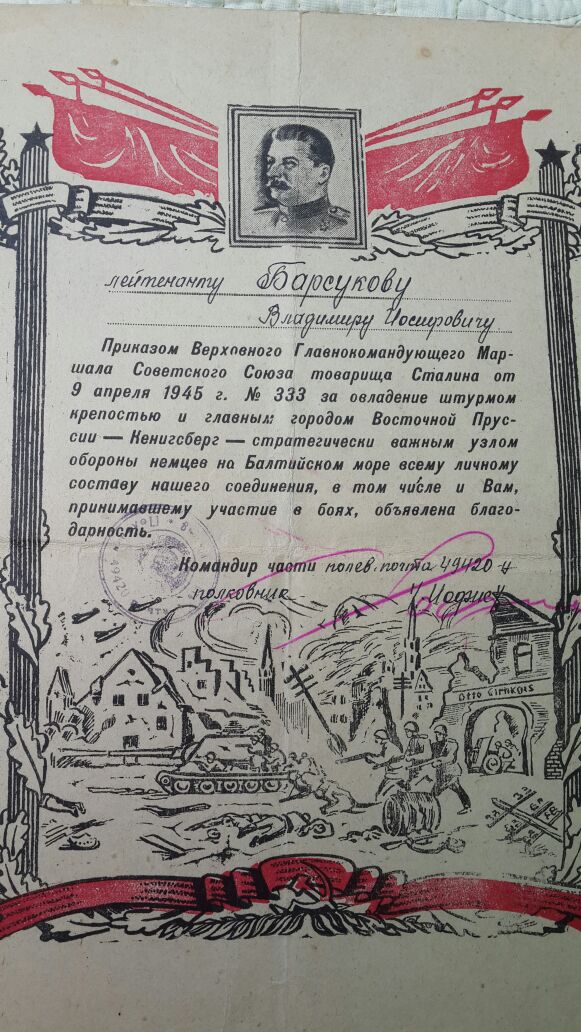 лейтенанту Барсукову
Владимиру Иосифовичу
Приказом Верховного Главнокомандующего Мар-
шала Советского Союза товарища Сталина от
9 апреля 1945 г. № 333 за овладение штурмом
крепостью и главным городом Восточной Прус-
сии — Кенигсберг — стратегически важным узлом
обороны немцев на Балтийском море всему личному
составу нашего соединения, в том числе и Вам,
принимавшему участие в боях, объявлена благо-
дарность.
Командир части полев. почта 49420-ч
полковник
49420
Otto